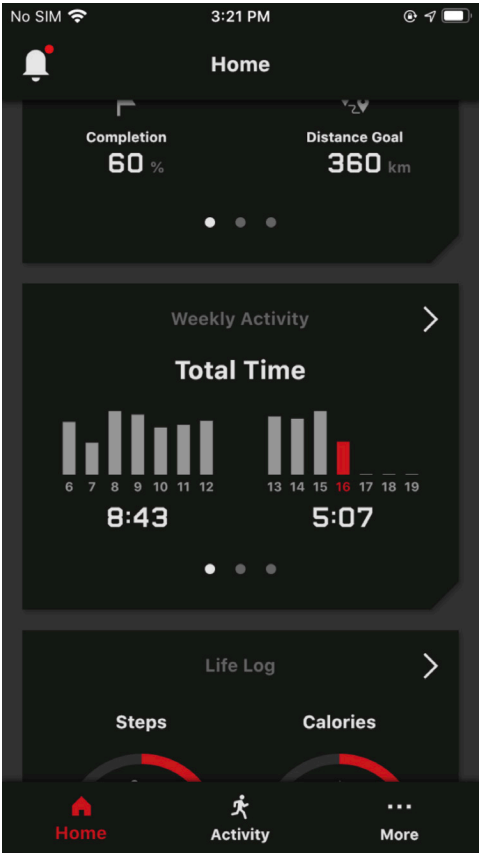 No SIM 3:21 PM
Home
Completion Distance Goal
60 % 360 km
Weekly Activity
Total Time
6 7 8 9 10 11 12 13 14 15 16 17 18 19
8:43 5:07
Life Log
Steps Calories
Home Activity More